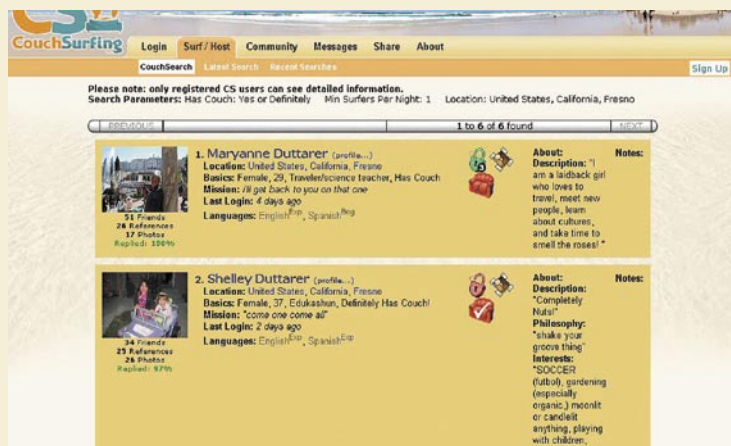 CouchSurfing
Login Surf / Host Community Messages Share About
CouchSearch Latest Search Recent Searches
Sign Up
Please note: only registered CS users can see detailed information.
Search Parameters: Has Couch: Yes or Definitely Min Surfers Per Night: 1 Location: United States, California, Fresno
PREVIOUS 1 to 6 of 6 found NEXT
1. Maryanne Duttarer (profile...)
Location: United States, California, Fresno
Basics: Female, 29, Traveler/science teacher, Has Couch
Mission: i'll get back to you on that one
Last Login: 4 days ago
Languages: English Exp, Spanish Beg
51 Friends
26 References
17 Photos
Replied: 100%
About:
Description: "I
am a laidback girl
who loves to
travel, meet new
people, learn
about cultures,
and take time to
smell the roses! "
Notes:
2. Shelley Duttarer (profile...)
Location: United States, California, Fresno
Basics: Female, 37, Edukashun, Definitely Has Couch!
Mission: "come one come all"
Last Login: 2 days ago
Languages: English Exp, Spanish Exp
34 Friends
25 References
26 Photos
Replied: 97%
About:
Description:
"Completely
Nuts!"
Philosophy:
"shake your
groove thing"
Interests:
"SOCCER
(futbol), gardening
(especially
organic,) moonlit
or candlelit
anything, playing
with children,
Notes: